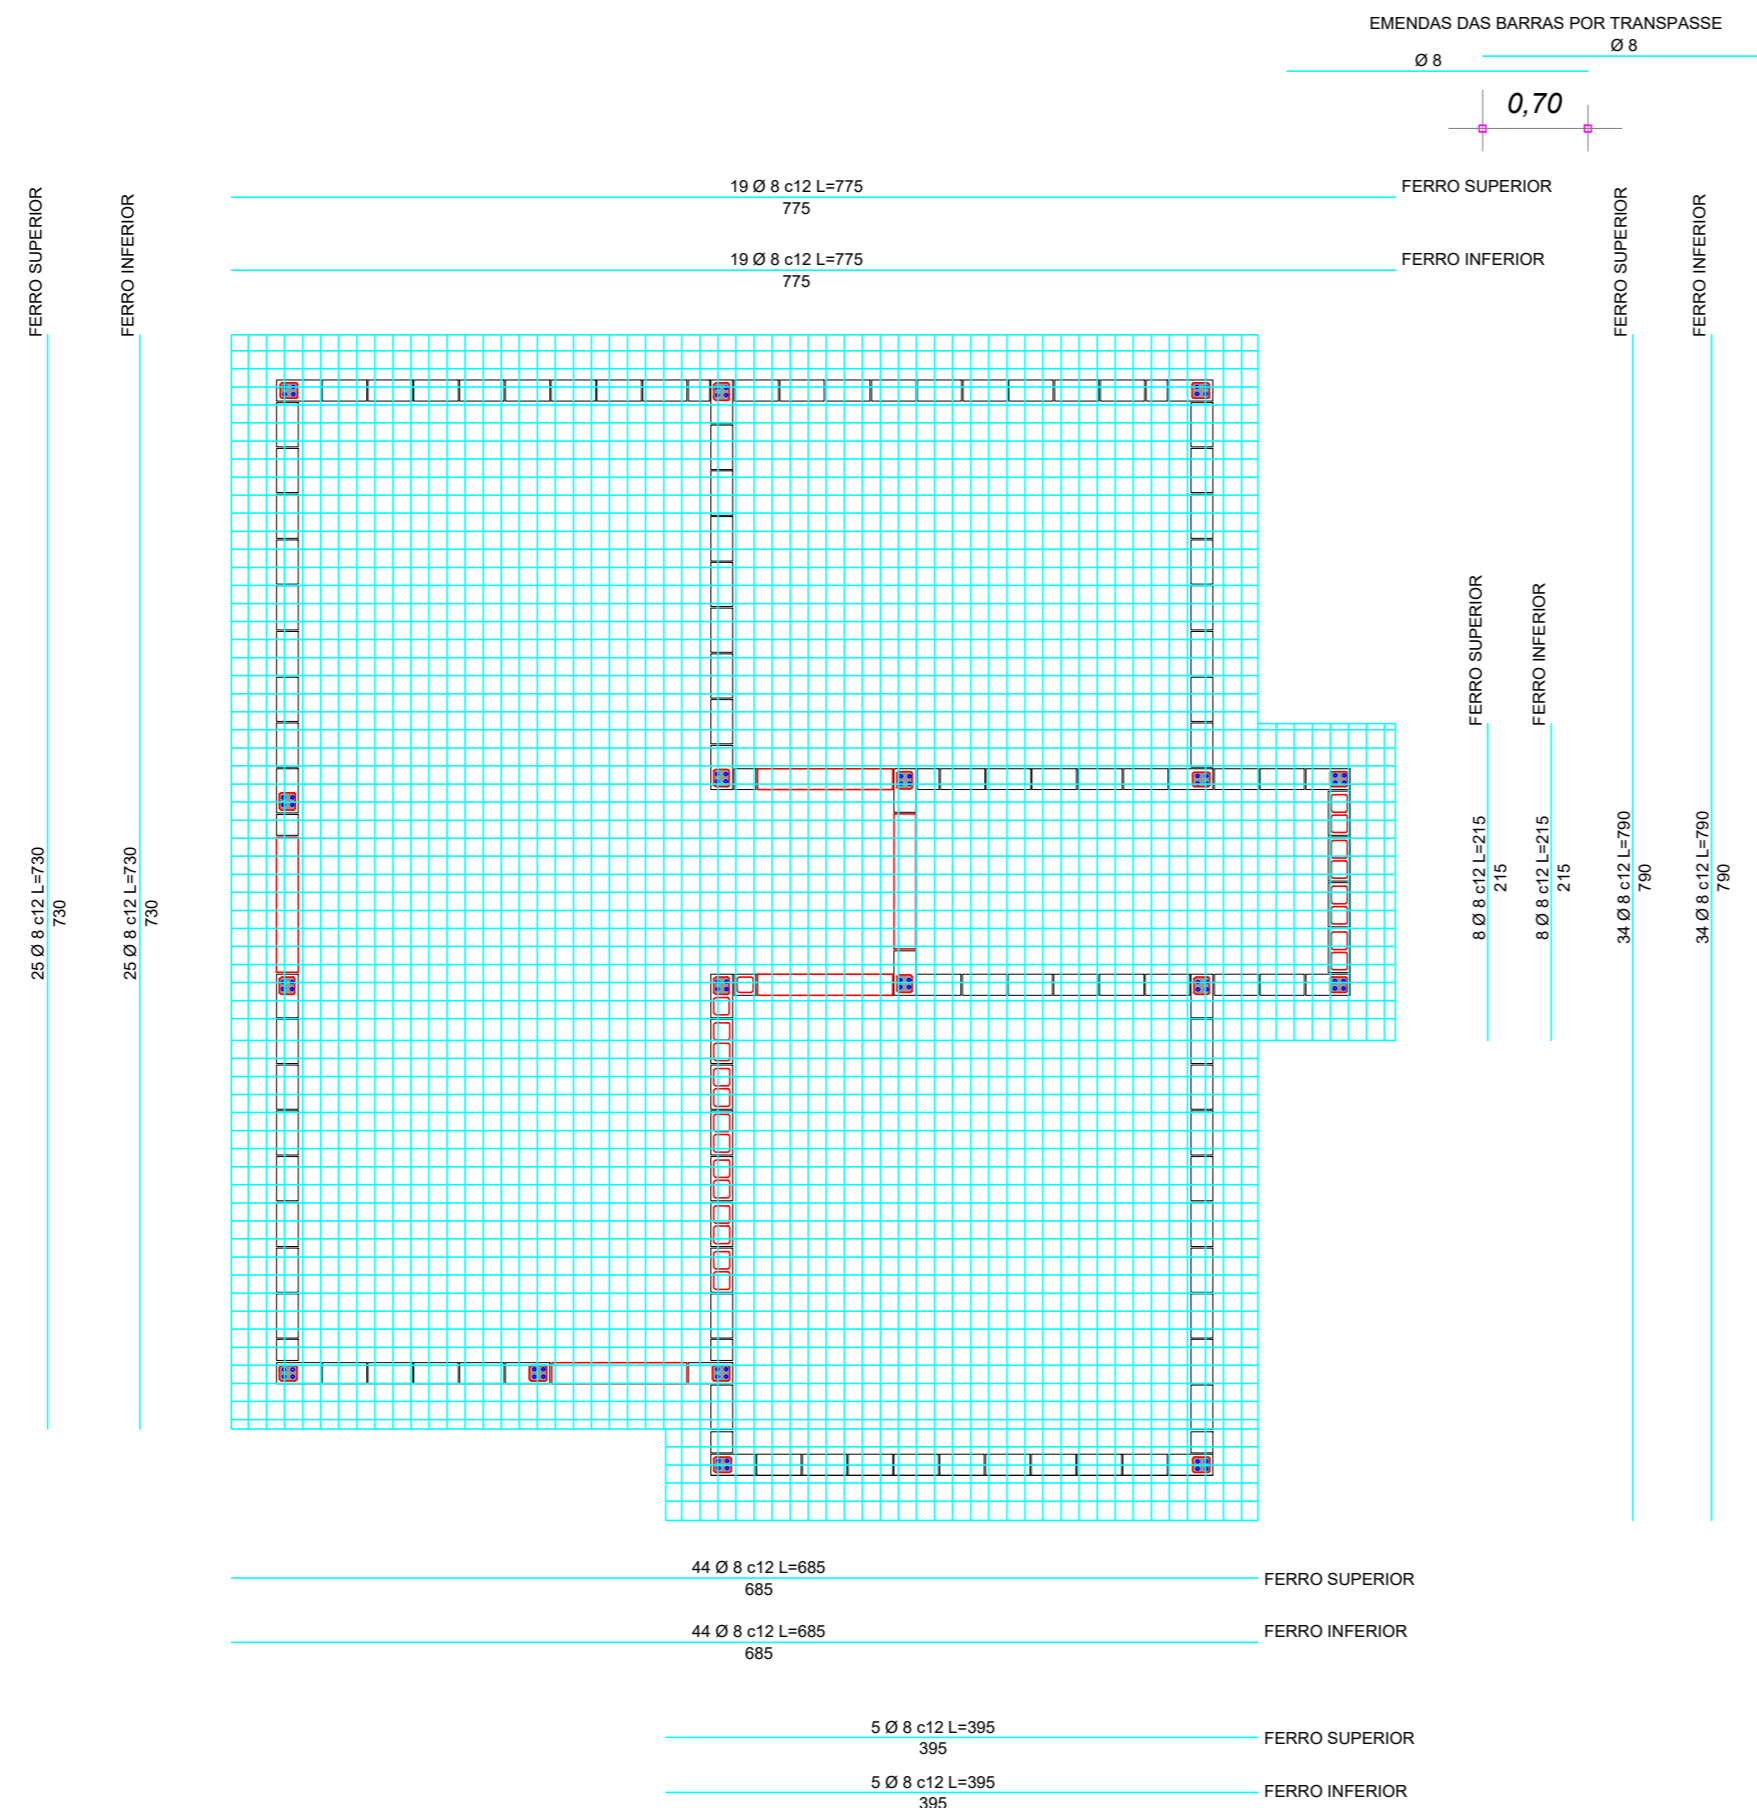 EMENDAS DAS BARRAS POR TRANSPASSE
Ø 8
Ø 8
0,70
19 Ø 8 c12 L=775
775
FERRO SUPERIOR
19 Ø 8 c12 L=775
775
FERRO INFERIOR
FERRO SUPERIOR
25 Ø 8 c12 L=730
730
FERRO INFERIOR
25 Ø 8 c12 L=730
730
FERRO SUPERIOR
8 Ø 8 c12 L=215
215
FERRO INFERIOR
8 Ø 8 c12 L=215
215
FERRO SUPERIOR
34 Ø 8 c12 L=790
790
FERRO INFERIOR
34 Ø 8 c12 L=790
790
44 Ø 8 c12 L=685
685
FERRO SUPERIOR
44 Ø 8 c12 L=685
685
FERRO INFERIOR
5 Ø 8 c12 L=395
395
FERRO SUPERIOR
5 Ø 8 c12 L=395
395
FERRO INFERIOR